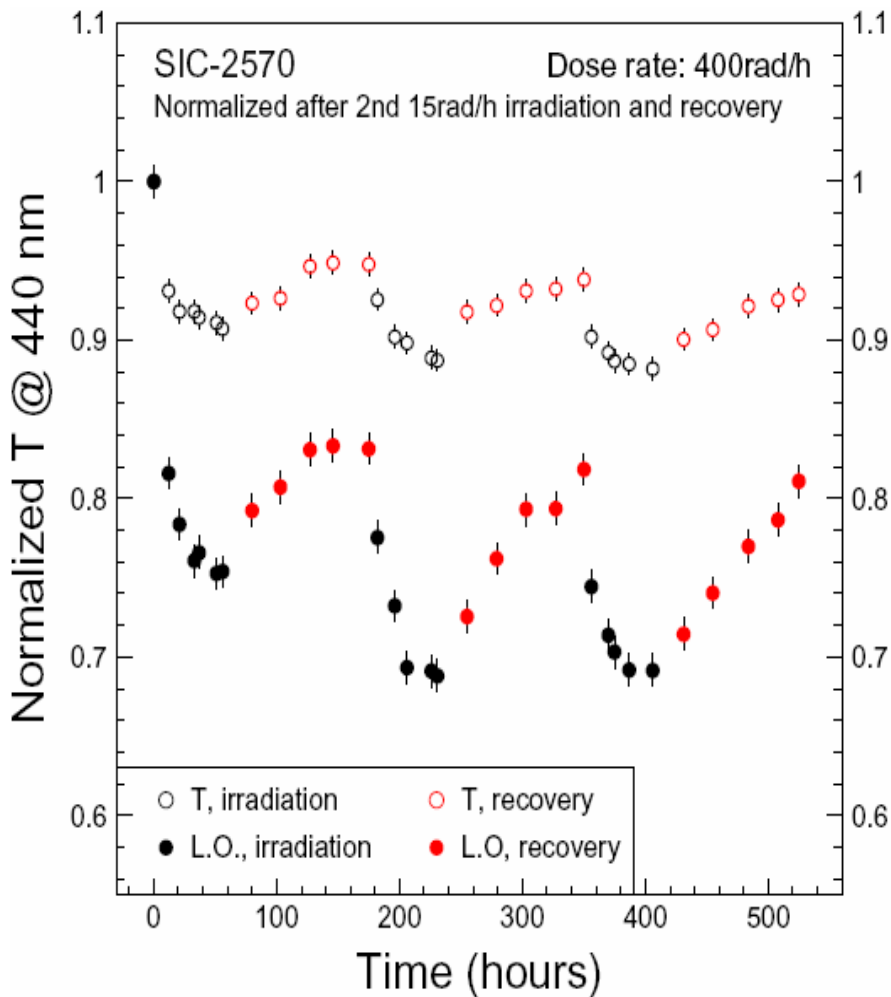 SIC-2570
Dose rate: 400rad/h
Normalized after 2nd 15rad/h irradiation and recovery
1.1
1
0.9
0.8
0.7
0.6
1.1
1
0.9
0.8
0.7
0.6
Normalized T @ 440 nm
T, irradiation
T, recovery
L.O., irradiation
L.O, recovery
0 100 200 300 400 500
Time (hours)